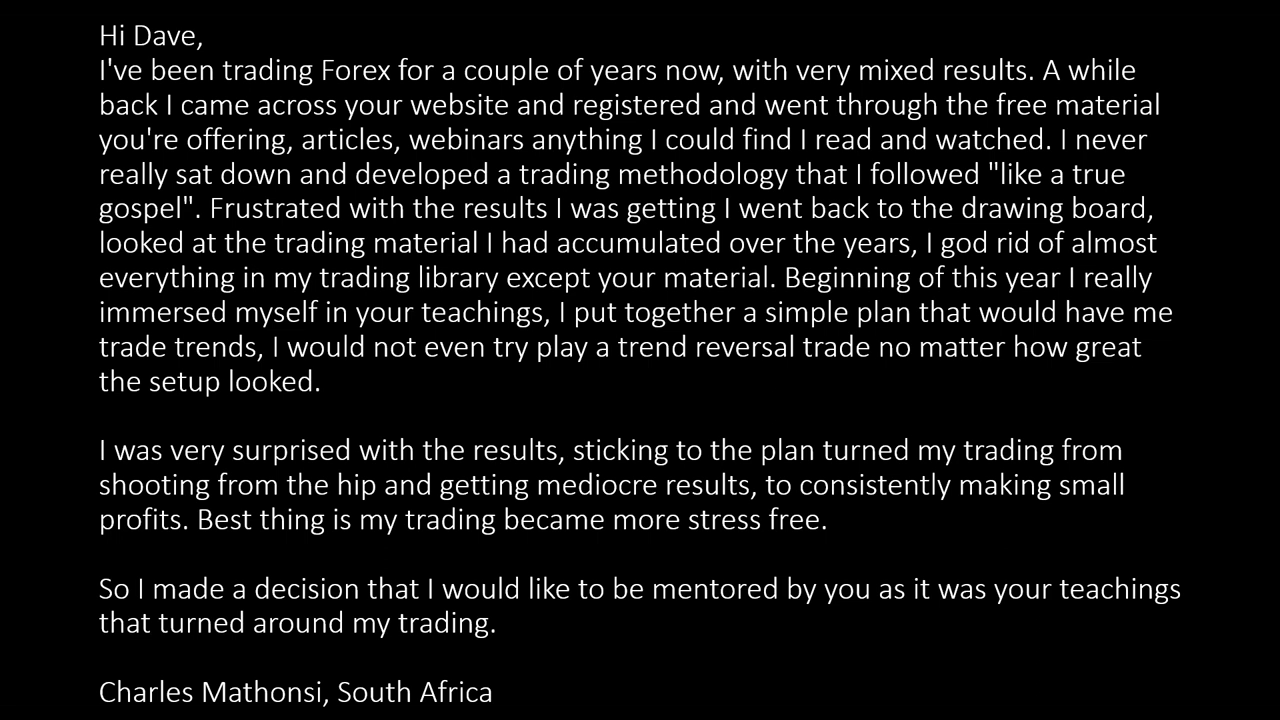 Hi Dave,
I've been trading Forex for a couple of years now, with very mixed results. A while
back I came across your website and registered and went through the free material
you're offering, articles, webinars anything I could find I read and watched. I never
really sat down and developed a trading methodology that I followed "like a true
gospel". Frustrated with the results I was getting I went back to the drawing board,
looked at the trading material I had accumulated over the years, I god rid of almost
everything in my trading library except your material. Beginning of this year I really
immersed myself in your teachings, I put together a simple plan that would have me
trade trends, I would not even try play a trend reversal trade no matter how great
the setup looked.
I was very surprised with the results, sticking to the plan turned my trading from
shooting from the hip and getting mediocre results, to consistently making small
profits. Best thing is my trading became more stress free.
So I made a decision that I would like to be mentored by you as it was your teachings
that turned around my trading.
Charles Mathonsi, South Africa